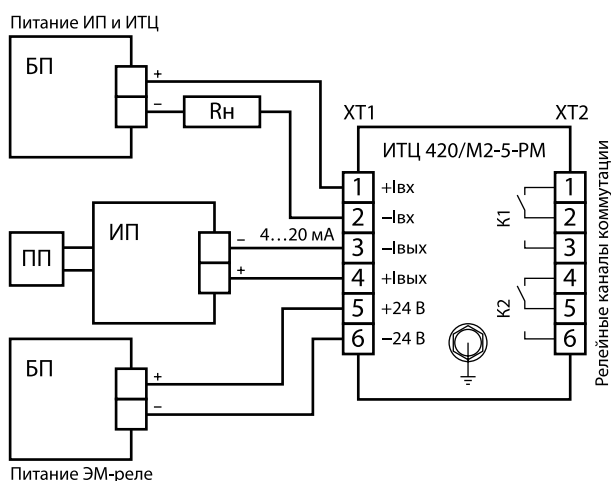 Питание ИП и ИТЦ
БП
+
–
Rн
XT1
XT2
ИТЦ 420/М2-5-РМ
1 +Iвх
2 –Iвх
3 –Iвых
4 +Iвых
5 +24 В
6 –24 В
К1
К2
1
2
3
4
5
6
Релейные каналы коммутации
ПП
ИП
– 4...20 мА
+
БП
+
–
Питание ЭМ-реле